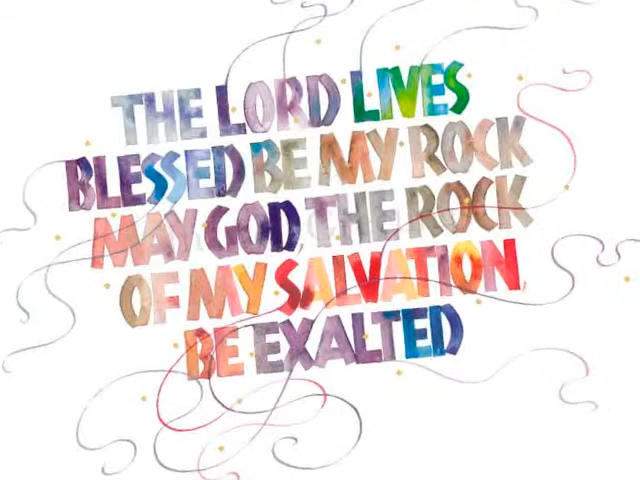 THE LORD LIVES
BLESSED BE MY ROCK
MAY GOD, THE ROCK
OF MY SALVATION,
BE EXALTED